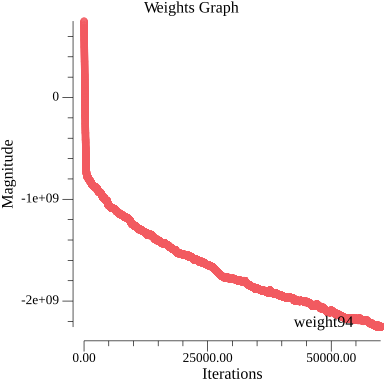 Weights Graph
Magnitude
0
-1e+09
-2e+09
weight94
0.00
25000.00
50000.00
Iterations